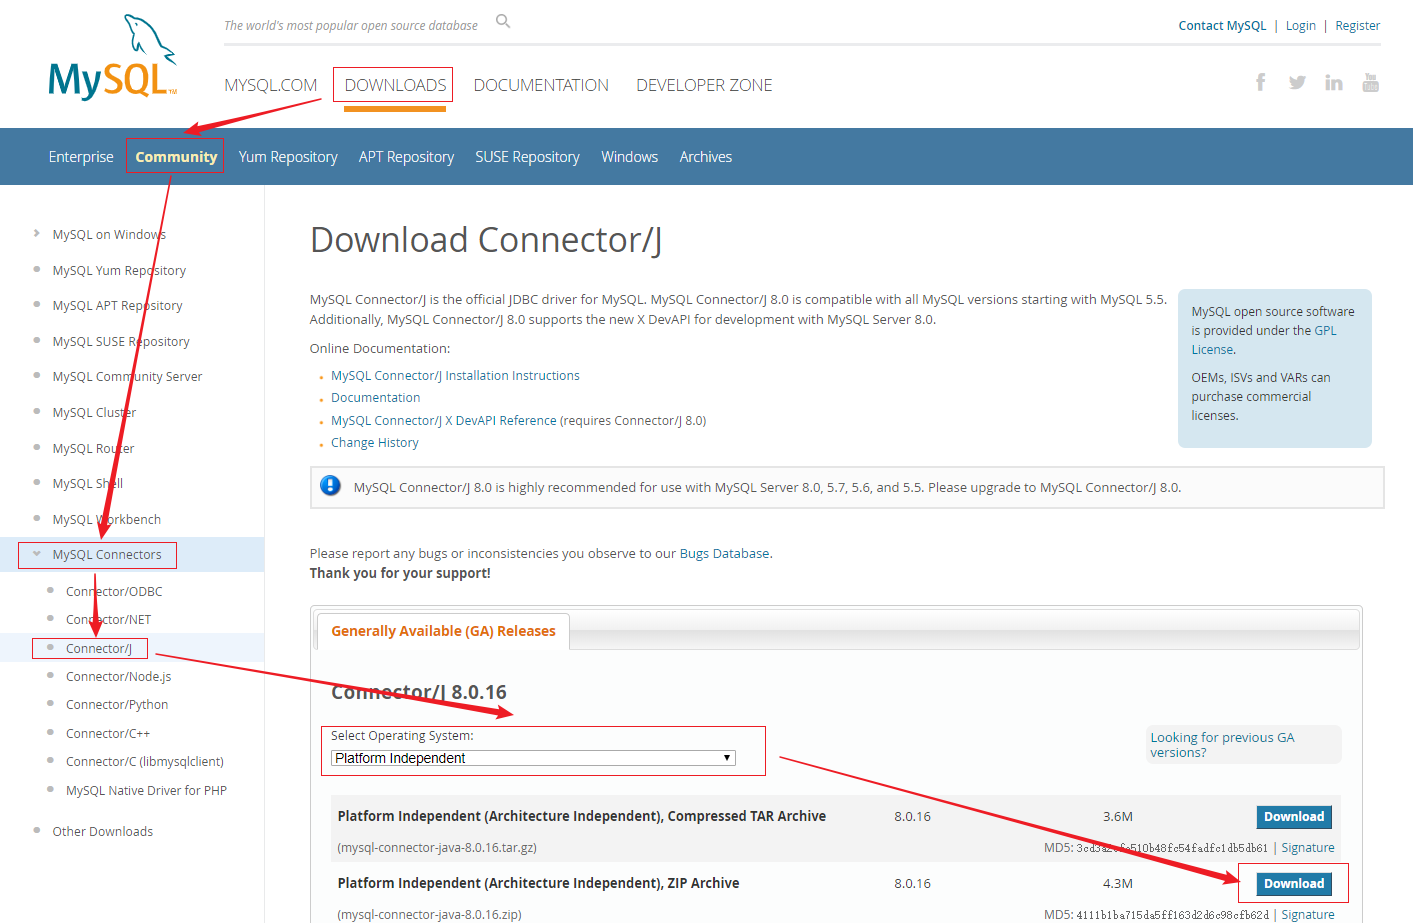 The world's most popular open source database
Contact MySQL | Login | Register
MySQL™
MYSQL.COM DOWNLOADS DOCUMENTATION DEVELOPER ZONE
Enterprise Community Yum Repository APT Repository SUSE Repository Windows Archives
MySQL on Windows
MySQL Yum Repository
MySQL APT Repository
MySQL SUSE Repository
MySQL Community Server
MySQL Cluster
MySQL Router
MySQL Shell
MySQL Workbench
MySQL Connectors
Connector/ODBC
Connector/NET
Connector/J
Connector/Node.js
Connector/Python
Connector/C++
Connector/C (libmysqlclient)
MySQL Native Driver for PHP
Other Downloads
Download Connector/J
MySQL Connector/J is the official JDBC driver for MySQL. MySQL Connector/J 8.0 is compatible with all MySQL versions starting with MySQL 5.5.
Additionally, MySQL Connector/J 8.0 supports the new X DevAPI for development with MySQL Server 8.0.
Online Documentation:
MySQL Connector/J Installation Instructions
Documentation
MySQL Connector/J X DevAPI Reference (requires Connector/J 8.0)
Change History
MySQL open source software
is provided under the GPL
License.
OEMs, ISVs and VARs can
purchase commercial
licenses.
MySQL Connector/J 8.0 is highly recommended for use with MySQL Server 8.0, 5.7, 5.6, and 5.5. Please upgrade to MySQL Connector/J 8.0.
Please report any bugs or inconsistencies you observe to our Bugs Database.
Thank you for your support!
Generally Available (GA) Releases
Connector/J 8.0.16
Select Operating System:
Platform Independent
Looking for previous GA
versions?
Platform Independent (Architecture Independent), Compressed TAR Archive 8.0.16 3.6M Download
(mysql-connector-java-8.0.16.tar.gz) MD5: | Signature
Platform Independent (Architecture Independent), ZIP Archive 8.0.16 4.3M Download
(mysql-connector-java-8.0.16.zip) MD5: 4111b1ba715da5ff163d2d6c98cfb62d | Signature